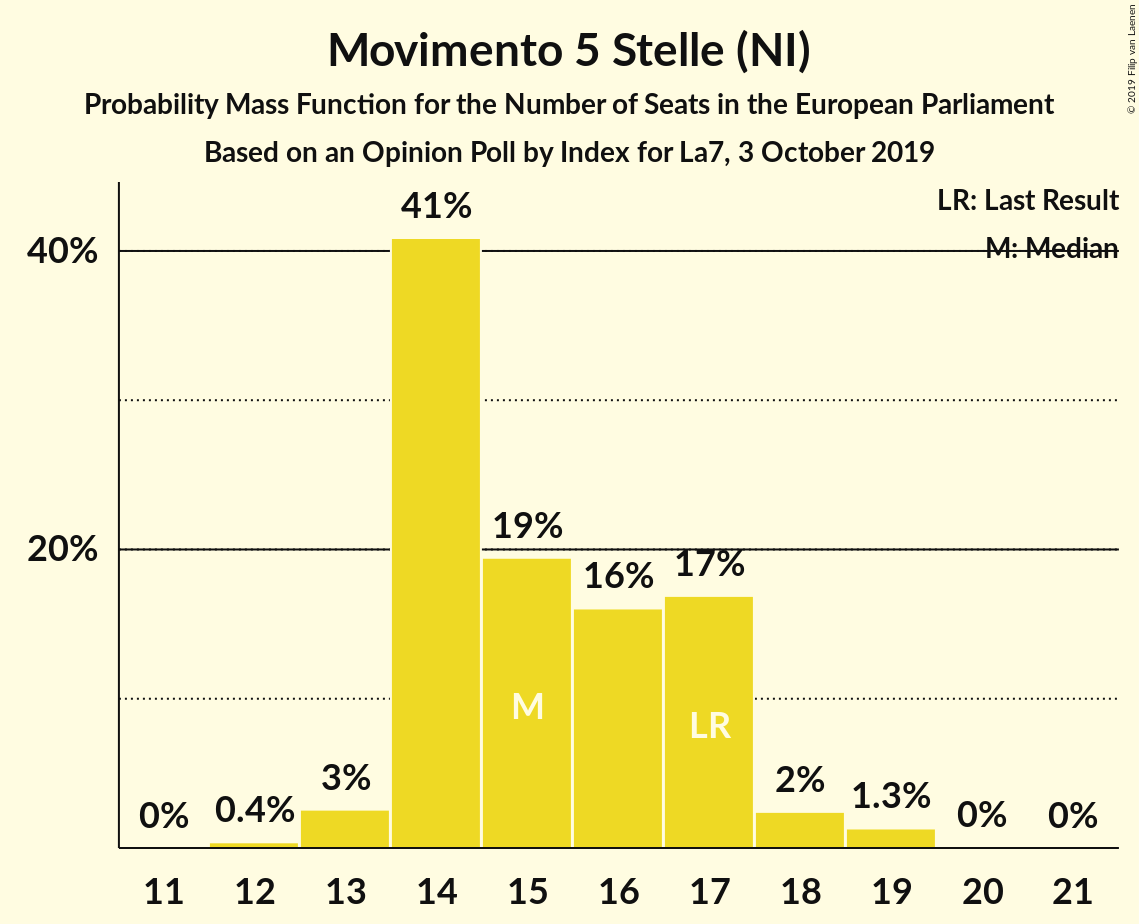 Movimento 5 Stelle (NI)
Probability Mass Function for the Number of Seats in the European Parliament
Based on an Opinion Poll by Index for La7, 3 October 2019
© 2019 Filip van Laenen
LR: Last Result
M: Median
40%
20%
0%
0.4%
3%
41%
19%
16%
17%
2%
1.3%
0%
0%
M
LR
11 12 13 14 15 16 17 18 19 20 21